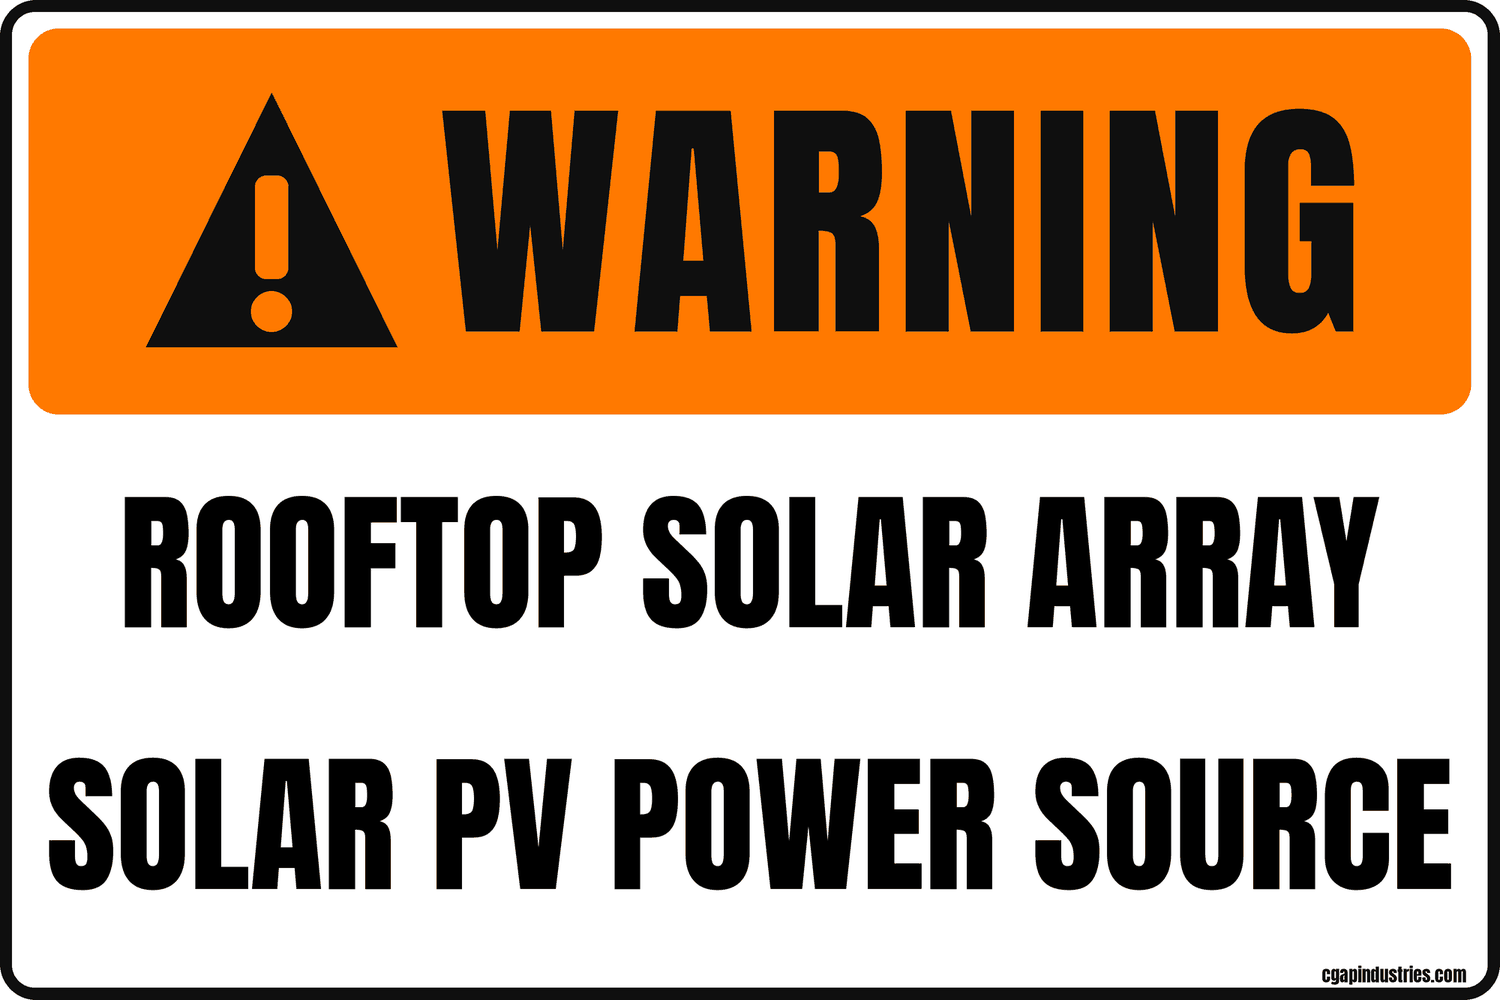 WARNING
ROOFTOP SOLAR ARRAY
SOLAR PV POWER SOURCE
cgapindustries.com